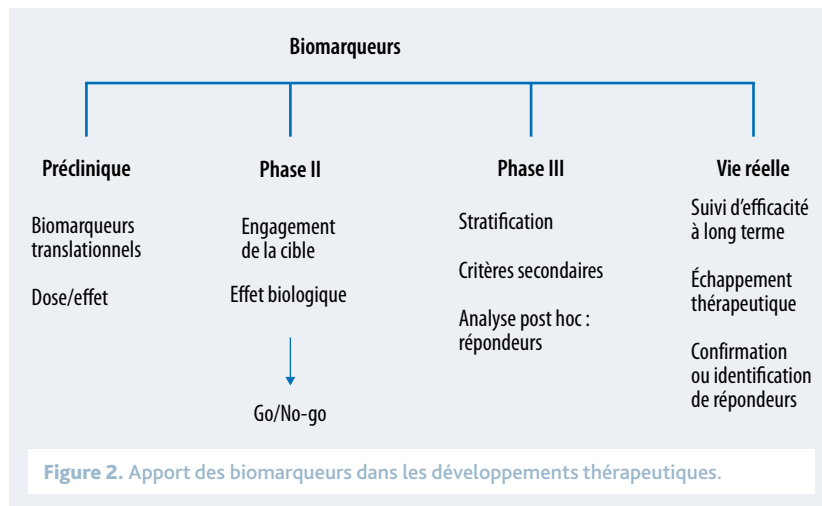 Biomarqueurs
Préclinique
Biomarqueurs
translationnels
Dose/effet
Phase II
Engagement
de la cible
Effet biologique
Go/No-go
Phase III
Stratification
Critères secondaires
Analyse post hoc :
répondeurs
Vie réelle
Suivi d’efficacité
à long terme
Échappement
thérapeutique
Confirmation
ou identification
de répondeurs
Figure 2. Apport des biomarqueurs dans les développements thérapeutiques.